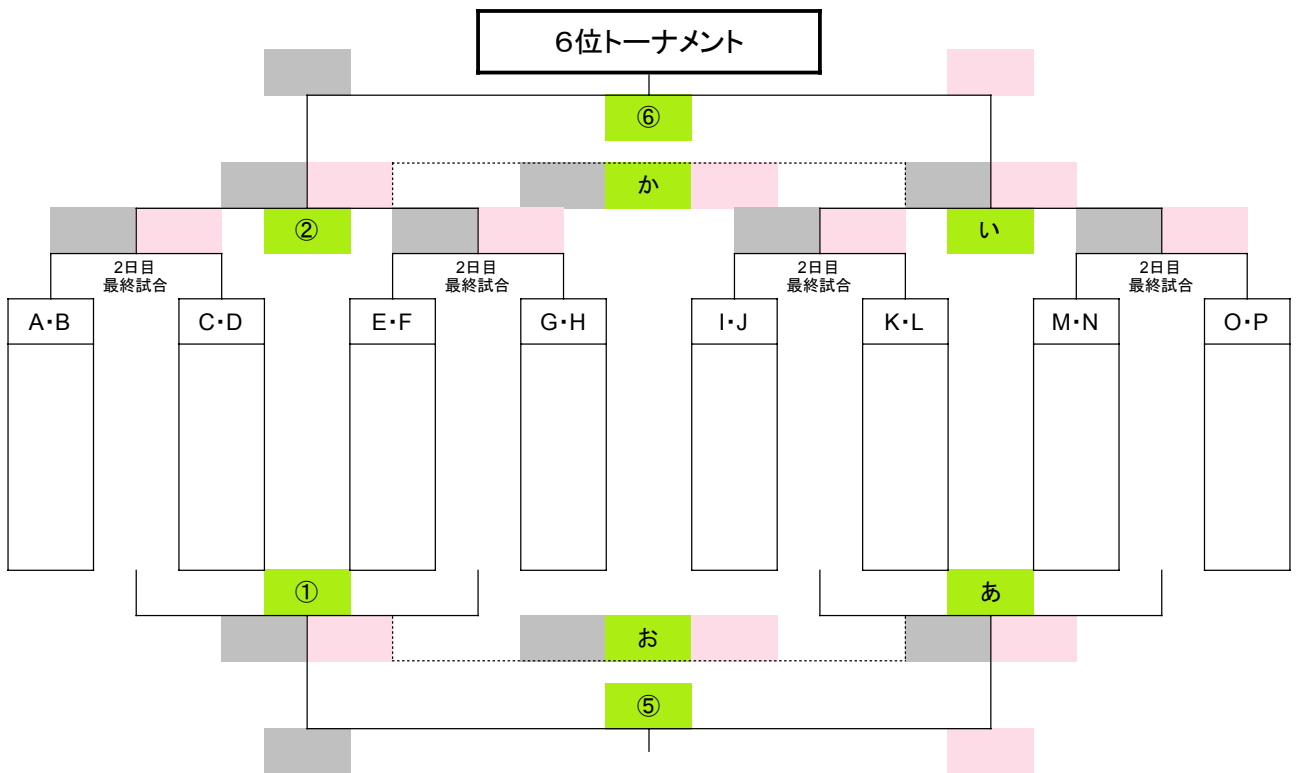 6位トーナメント
⑥
か
②
い
2日目
最終試合
2日目
最終試合
2日目
最終試合
2日目
最終試合
A・B
C・D
E・F
G・H
I・J
K・L
M・N
O・P
①
あ
お
⑤